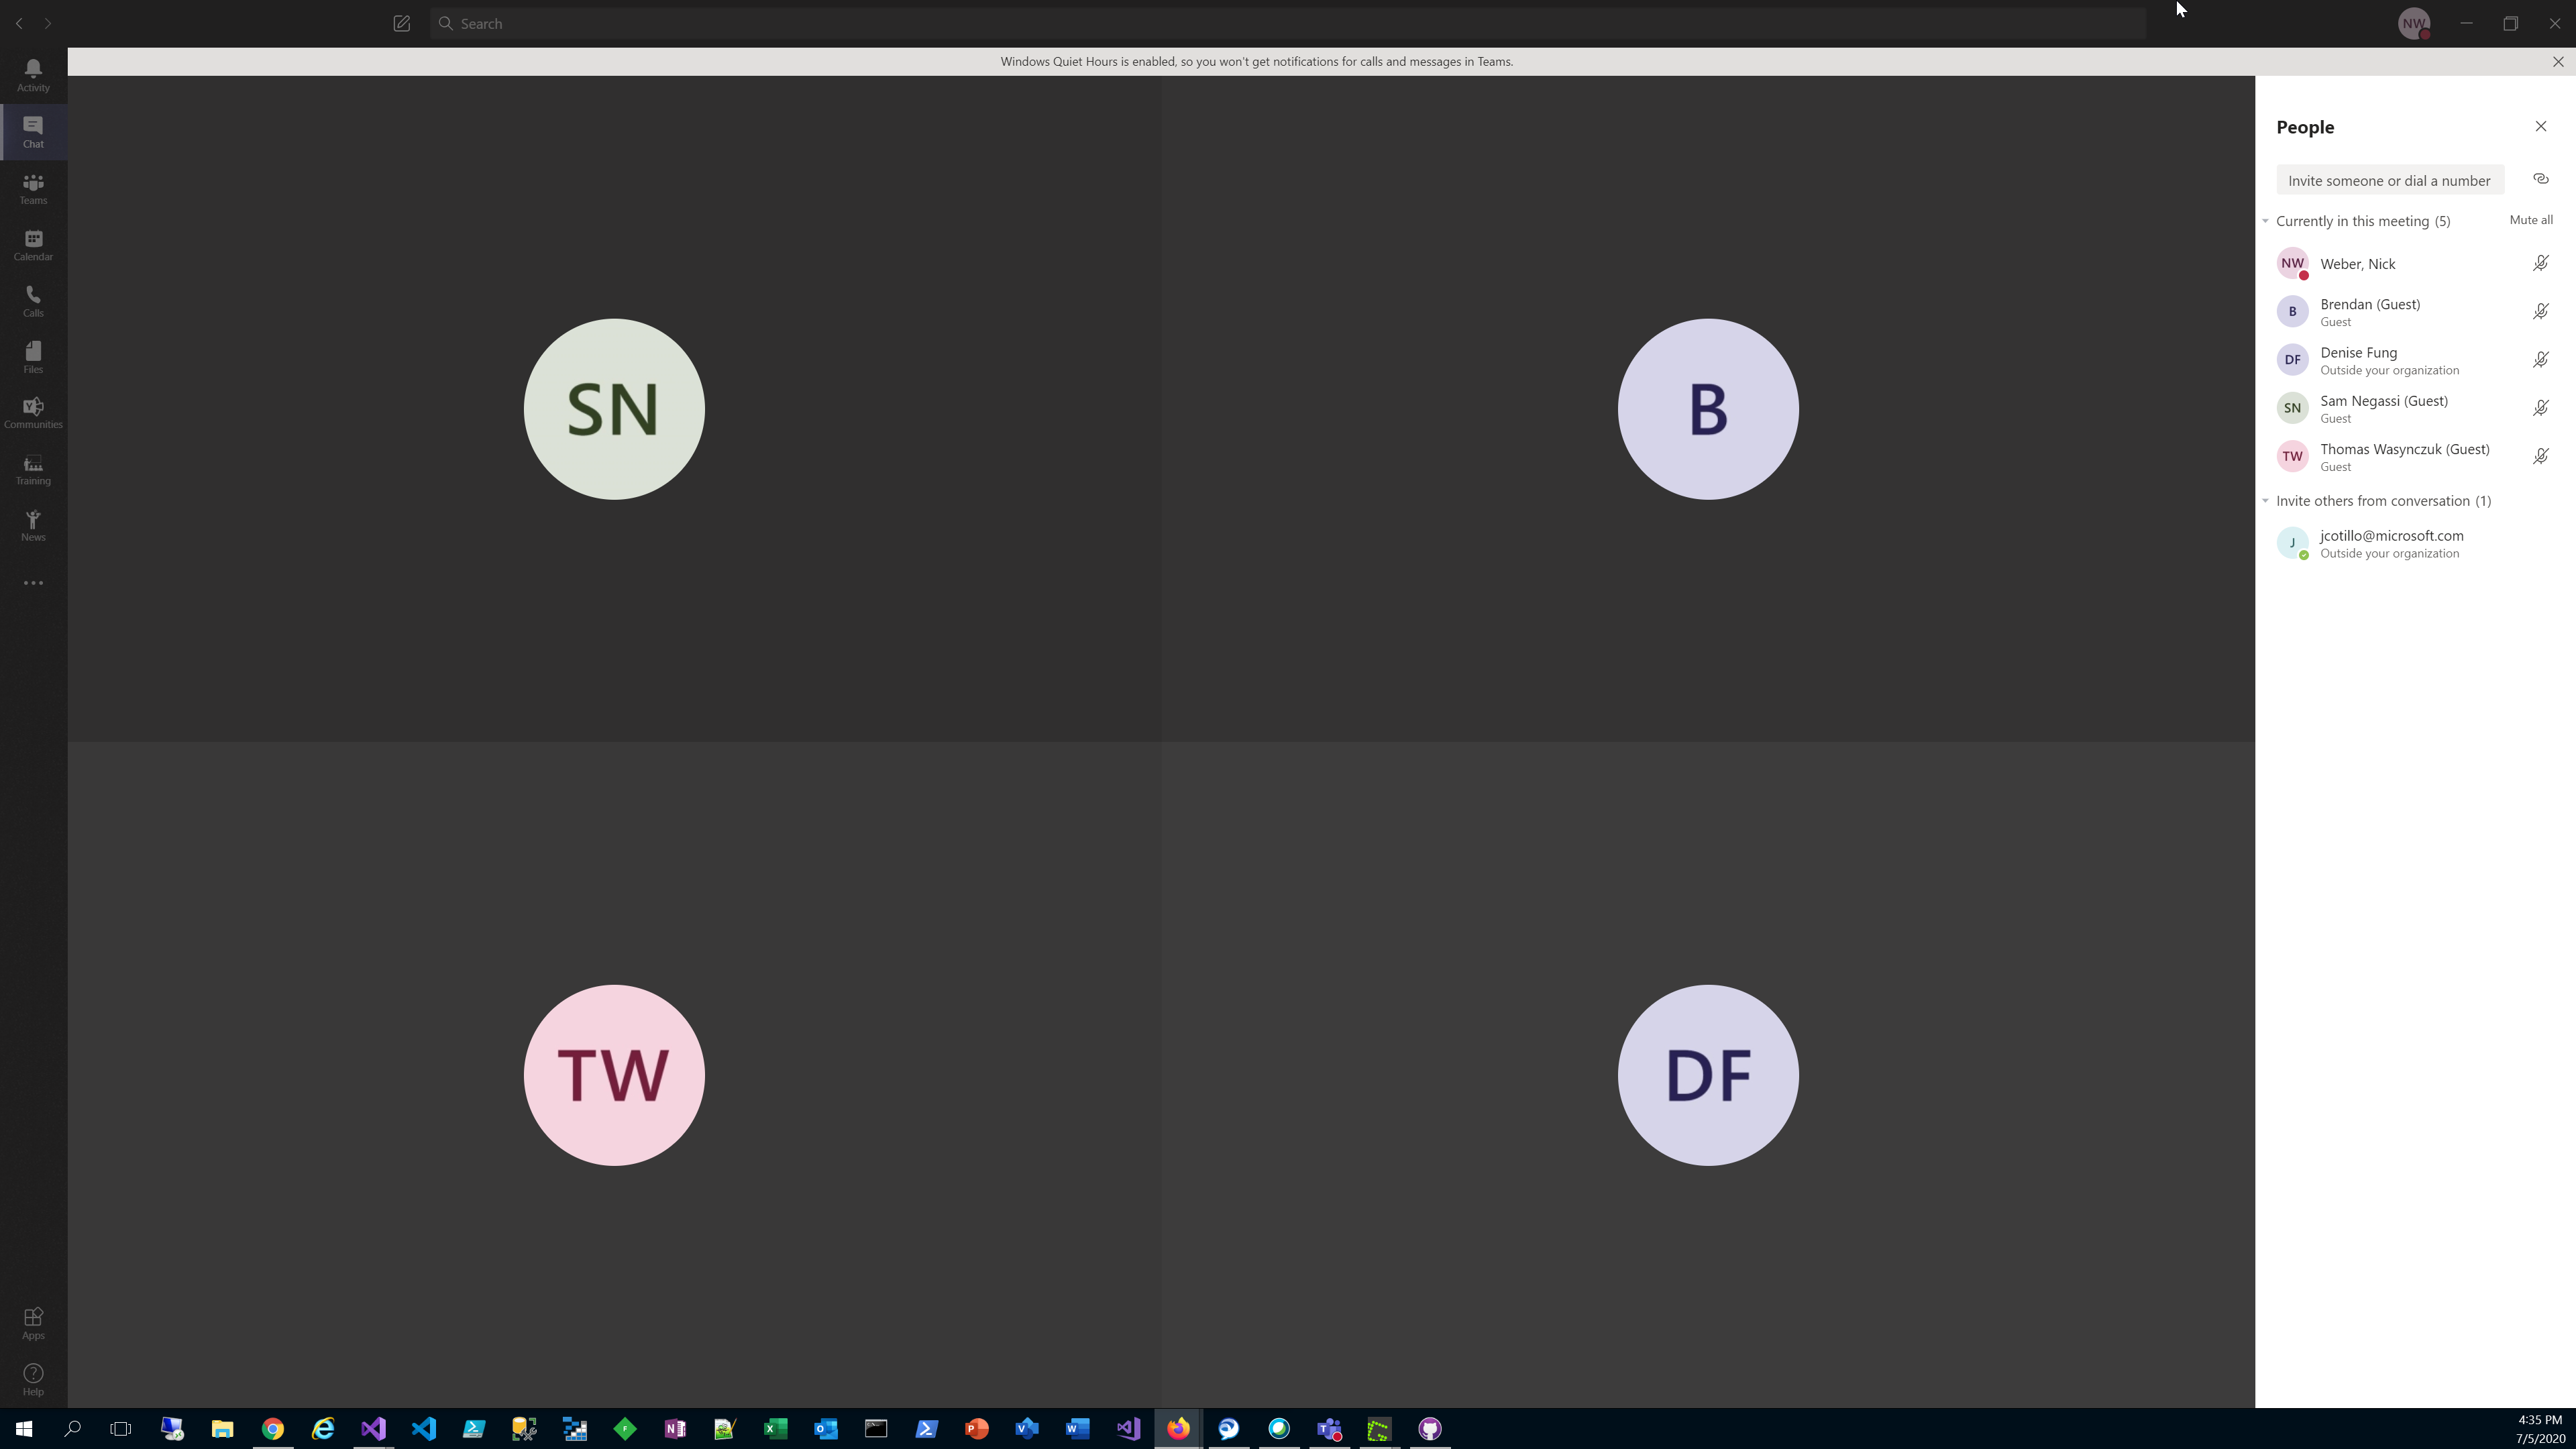 Search
NW
Windows Quiet Hours is enabled, so you won't get notifications for calls and messages in Teams.
Activity
Chat
Teams
Calendar
Calls
Files
Communities
Training
News
Apps
Help
SN
B
TW
DF
People
Invite someone or dial a number
Currently in this meeting (5)
Mute all
NW
Weber, Nick
B
Brendan (Guest)
Guest
DF
Denise Fung
Outside your organization
SN
Sam Negassi (Guest)
Guest
TW
Thomas Wasynczuk (Guest)
Guest
Invite others from conversation (1)
J
jcotillo@microsoft.com
Outside your organization
4:35 PM
7/5/2020